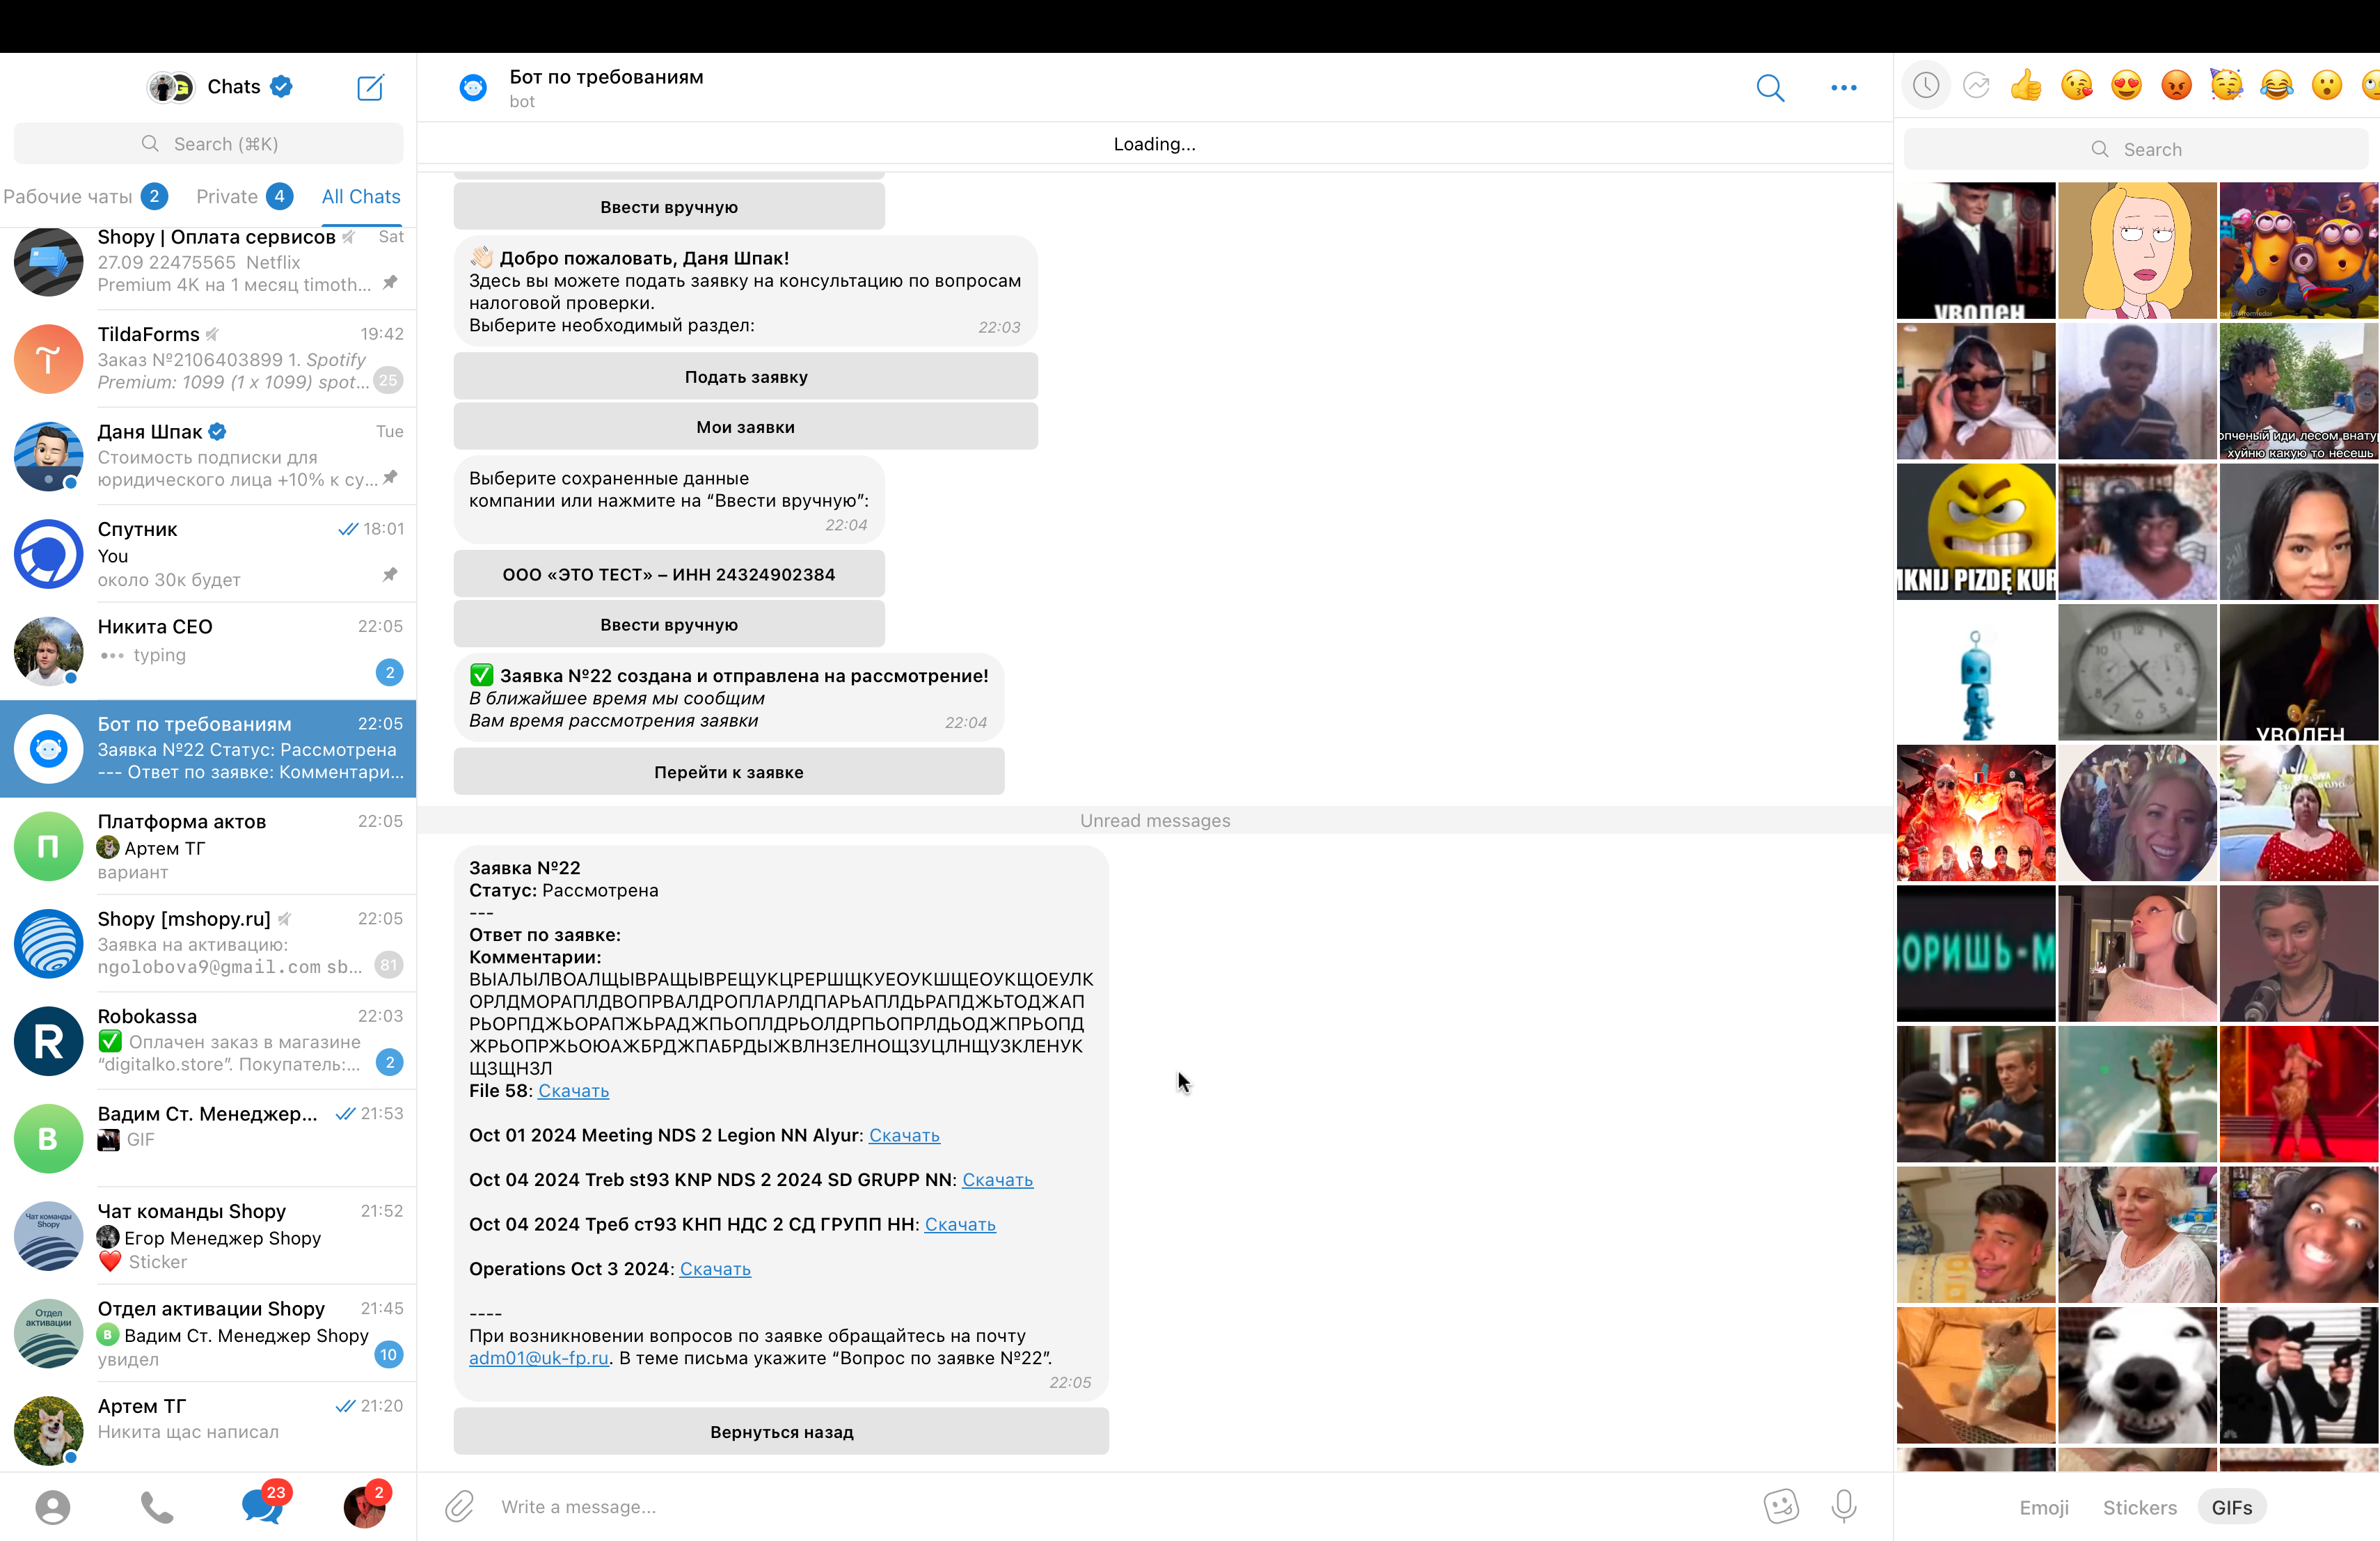 Chats
Search (⌘K)
Рабочие чаты 2 Private 4 All Chats
Shopy | Оплата сервисов Sat
27.09 22475565 Netflix
Premium 4K на 1 месяц timoth...
TildaForms 19:42
Заказ №2106403899 1. Spotify
Premium: 1099 (1 x 1099) spot... 25
Даня Шпак Tue
Стоимость подписки для
юридического лица +10% к су...
Спутник 18:01
You
около 30к будет
Никита CEO 22:05
typing
2
Бот по требованиям 22:05
Заявка №22 Статус: Рассмотрена
--- Ответ по заявке: Комментари...
Платформа актов 22:05
Артем ТГ
вариант
Shopy [mshopy.ru] 22:05
Заявка на активацию:
ngolobova9@gmail.com sb... 81
Robokassa 22:03
✅ Оплачен заказ в магазине
“digitalko.store”. Покупатель:... 2
Вадим Ст. Менеджер... 21:53
GIF
Чат команды Shopy 21:52
Егор Менеджер Shopy
❤️ Sticker
Отдел активации Shopy 21:45
Вадим Ст. Менеджер Shopy
увидел 10
Артем ТГ 21:20
Никита щас написал
23
2
Бот по требованиям
bot
Loading...
Ввести вручную
👋🏻 Добро пожаловать, Даня Шпак!
Здесь вы можете подать заявку на консультацию по вопросам
налоговой проверки.
Выберите необходимый раздел: 22:03
Подать заявку
Мои заявки
Выберите сохраненные данные
компании или нажмите на “Ввести вручную”:
22:04
ООО «ЭТО ТЕСТ» – ИНН 24324902384
Ввести вручную
✅ Заявка №22 создана и отправлена на рассмотрение!
В ближайшее время мы сообщим
Вам время рассмотрения заявки 22:04
Перейти к заявке
Unread messages
Заявка №22
Статус: Рассмотрена
---
Ответ по заявке:
Комментарии:
ВЫАЛЫЛВОАЛЩЫВРАЩЫВРЕЩУКЦРЕРШЩКУЕОУКШЩЕОУКЩОЕУЛК
ОРЛДМОРАПЛДВОПРВАЛДРОПЛАРЛДПАРЬАПЛДЬРАПДЖЬТОДЖАП
РЬОРПДЖЬОРАПЖЬРАДЖПЬОПЛДРЬОЛДРПЬОПРЛДЬОДЖПРЬОПД
ЖРЬОПРЖЬОЮАЖБРДЖПАБРДЫЖВЛНЗЕЛНОЩЗУЦЛНЩУЗКЛЕНУК
ЩЗЩНЗЛ
File 58: Скачать
Oct 01 2024 Meeting NDS 2 Legion NN Alyur: Скачать
Oct 04 2024 Treb st93 KNP NDS 2 2024 SD GRUPP NN: Скачать
Oct 04 2024 Треб ст93 КНП НДС 2 СД ГРУПП НН: Скачать
Operations Oct 3 2024: Скачать
----
При возникновении вопросов по заявке обращайтесь на почту
adm01@uk-fp.ru. В теме письма укажите “Вопрос по заявке №22”.
22:05
Вернуться назад
Write a message...
Search
УВОЛЕН
иди лесом
хуйню какую то несешь
PIZDĘ
УВОЛЕН
Emoji Stickers GIFs